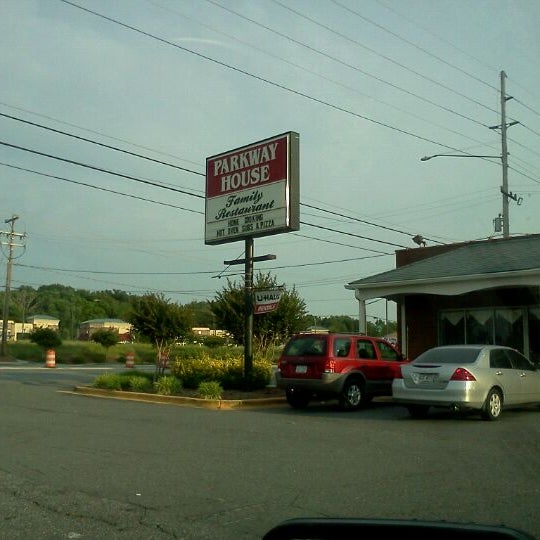 PARKWAY
HOUSE
Family
Restaurant
HOME COOKING
HOT OVEN SUBS & PIZZA
U-HAUL